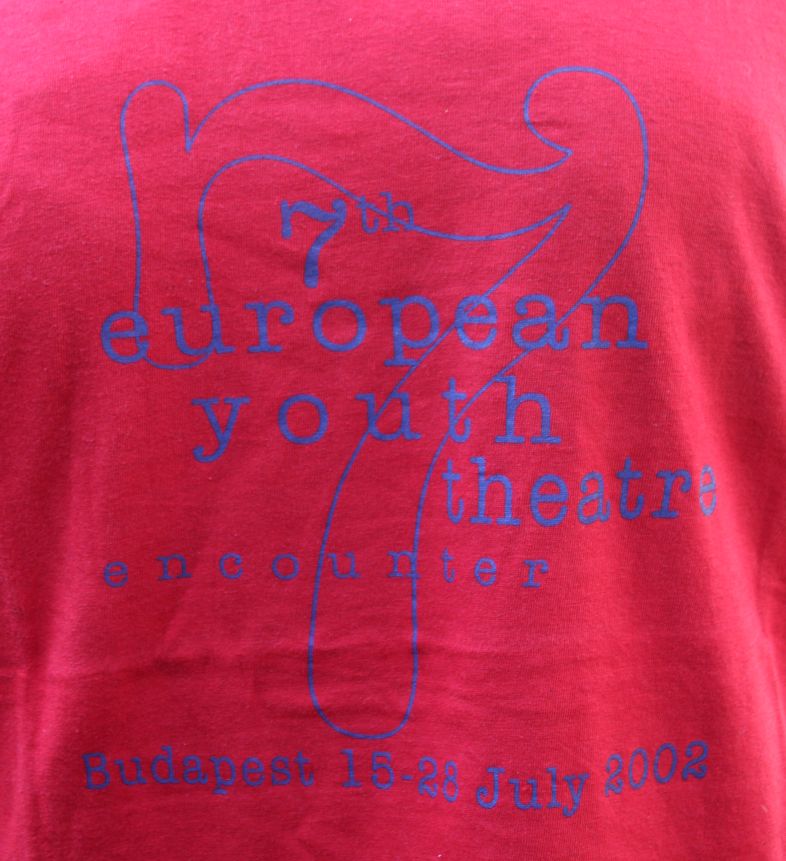 7th
european
youth
theatre
encounter
Budapest 15-28 July 2002